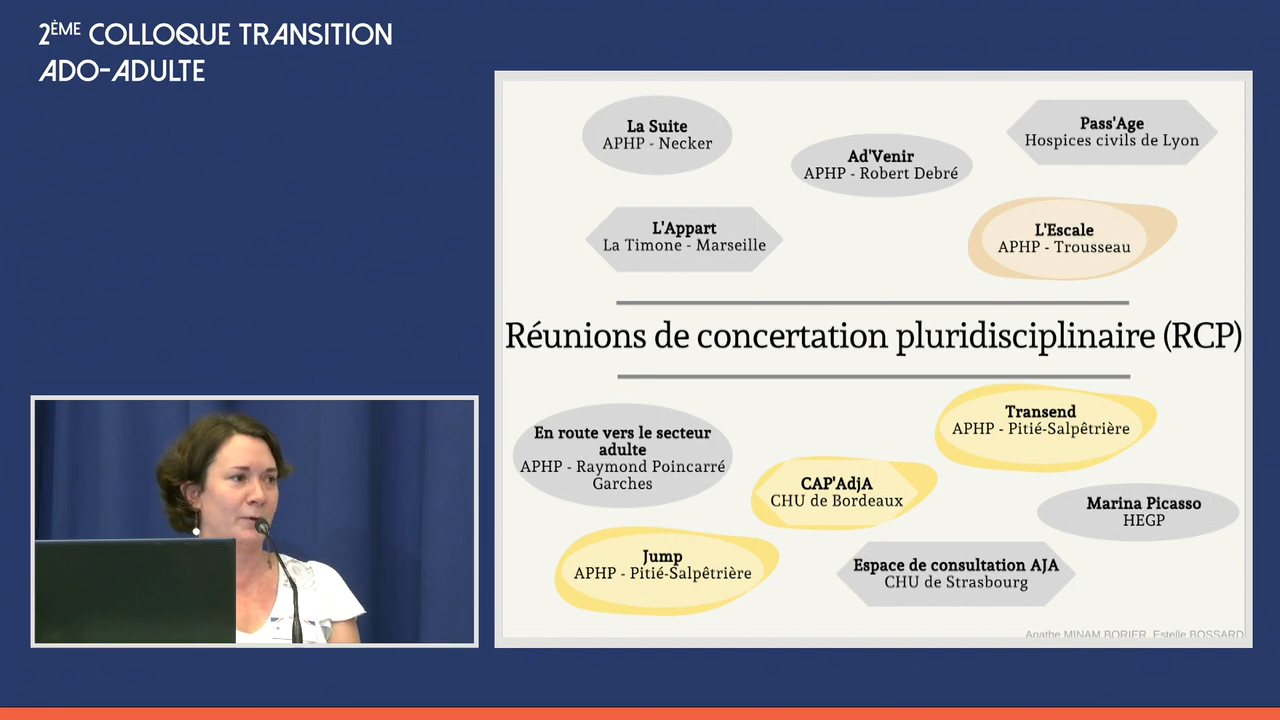 2ÈME COLLOQUE TRANSITION
ADO-ADULTE
La Suite
APHP - Necker
Ad'Venir
APHP - Robert Debré
Pass'Age
Hospices civils de Lyon
L'Appart
La Timone - Marseille
L'Escale
APHP - Trousseau
Réunions de concertation pluridisciplinaire (RCP)
En route vers le secteur
adulte
APHP - Raymond Poincarré
Garches
CAP'AdjA
CHU de Bordeaux
Transend
APHP - Pitié-Salpêtrière
Marina Picasso
HEGP
Jump
APHP - Pitié-Salpêtrière
Espace de consultation AJA
CHU de Strasbourg
Agathe MINAM BORIER, Estelle BOSSARD